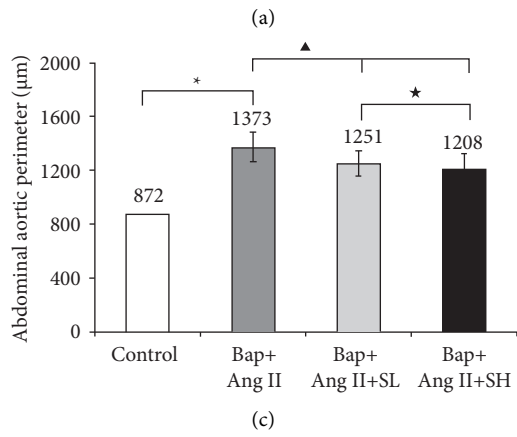 (a)
Abdominal aortic perimeter (μm)
2000
1600
1200
800
400
0
*
▲
★
872
1373
1251
1208
Control
Bap+
Ang II
Bap+
Ang II+SL
Bap+
Ang II+SH
(c)